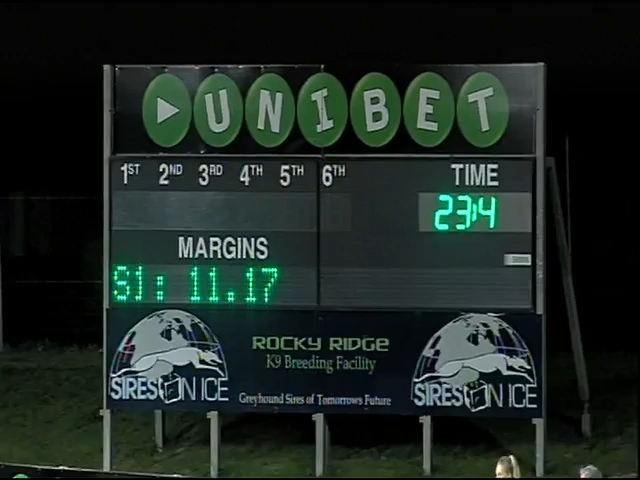 UNIBET
1ST 2ND 3RD 4TH 5TH 6TH TIME
23:4
MARGINS
S1: 11.17
ROCKY RIDGE
K9 Breeding Facility
SIRES ON ICE
SIRES ON ICE
Greyhound Sires of Tomorrows Future